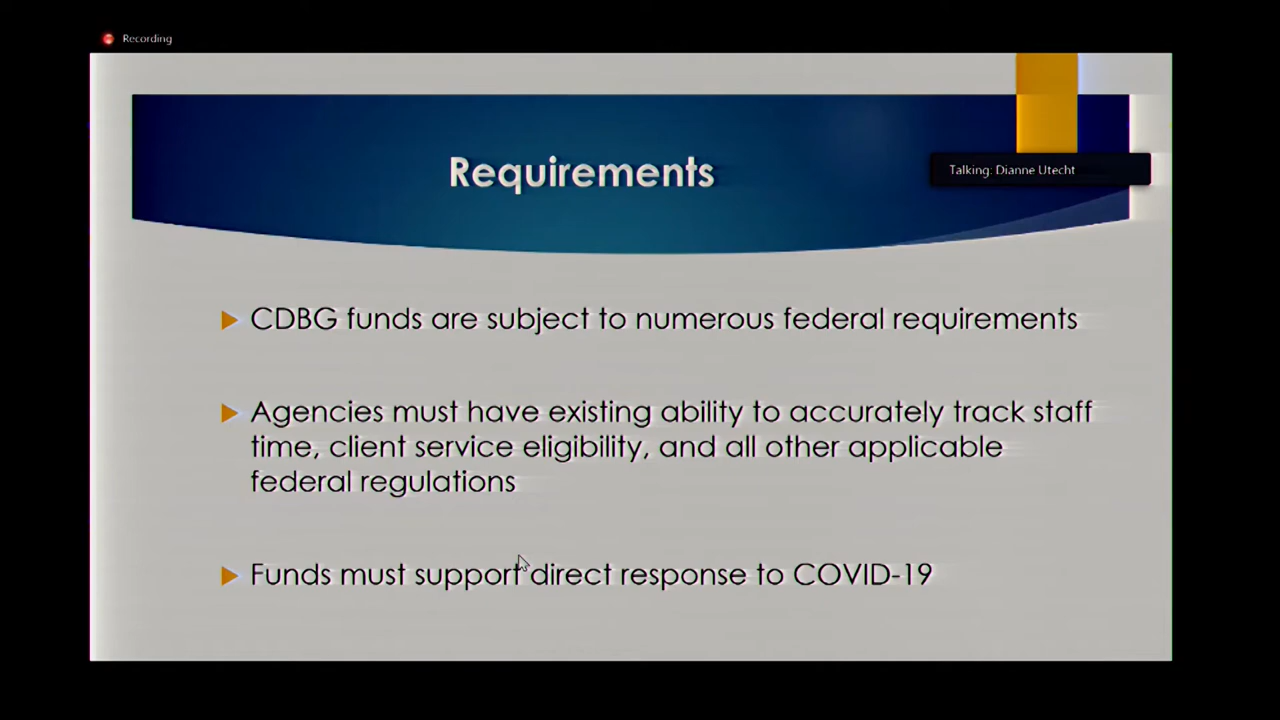 Recording
Requirements
Talking: Dianne Utecht
CDBG funds are subject to numerous federal requirements
Agencies must have existing ability to accurately track staff
time, client service eligibility, and all other applicable
federal regulations
Funds must support direct response to COVID-19